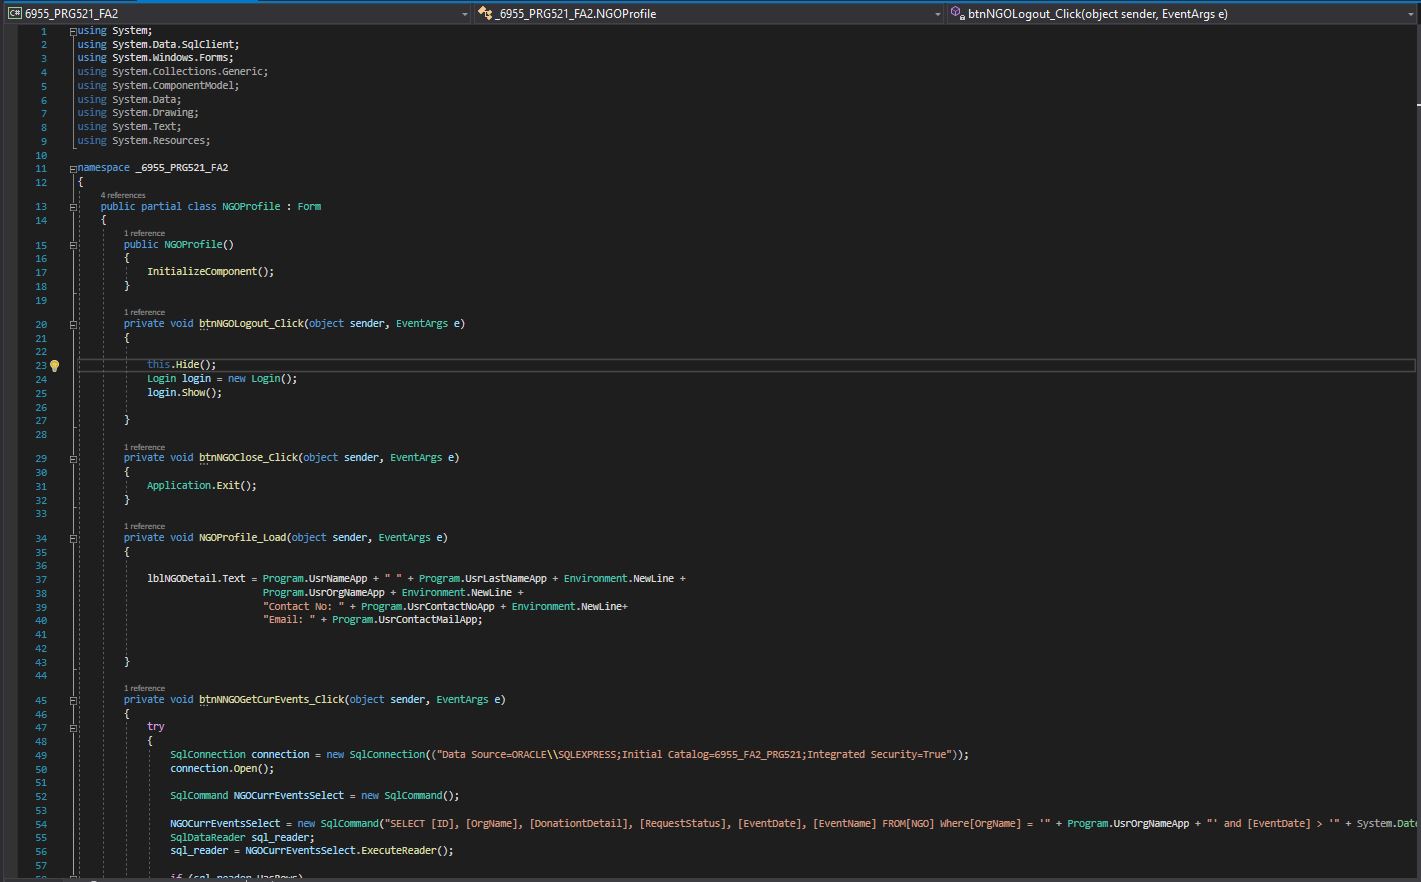 C# 6955_PRG521_FA2 _6955_PRG521_FA2.NGOProfile btnNGOLogout_Click(object sender, EventArgs e)
1 using System;
2 using System.Data.SqlClient;
3 using System.Windows.Forms;
4 using System.Collections.Generic;
5 using System.ComponentModel;
6 using System.Data;
7 using System.Drawing;
8 using System.Text;
9 using System.Resources;
10
11 namespace _6955_PRG521_FA2
12 {
4 references
13 public partial class NGOProfile : Form
14 {
1 reference
15 public NGOProfile()
16 {
17 InitializeComponent();
18 }
19
1 reference
20 private void btnNGOLogout_Click(object sender, EventArgs e)
21 {
22
23 this.Hide();
24 Login login = new Login();
25 login.Show();
26
27 }
28
1 reference
29 private void btnNGOClose_Click(object sender, EventArgs e)
30 {
31 Application.Exit();
32 }
33
1 reference
34 private void NGOProfile_Load(object sender, EventArgs e)
35 {
36
37 lblNGODetail.Text = Program.UsrNameApp + " " + Program.UsrLastNameApp + Environment.NewLine +
38 Program.UsrOrgNameApp + Environment.NewLine +
39 "Contact No: " + Program.UsrContactNoApp + Environment.NewLine+
40 "Email: " + Program.UsrContactMailApp;
41
42
43 }
44
1 reference
45 private void btnNNGOGetCurEvents_Click(object sender, EventArgs e)
46 {
47 try
48 {
49 SqlConnection connection = new SqlConnection(("Data Source=ORACLE\\SQLEXPRESS;Initial Catalog=6955_FA2_PRG521;Integrated Security=True"));
50 connection.Open();
51
52 SqlCommand NGOCurrEventsSelect = new SqlCommand();
53
54 NGOCurrEventsSelect = new SqlCommand("SELECT [ID], [OrgName], [DonationtDetail], [RequestStatus], [EventDate], [EventName] FROM[NGO] Where[OrgName] = '" + Program.UsrOrgNameApp + "' and [EventDate] > '" + System.Date
55 SqlDataReader sql_reader;
56 sql_reader = NGOCurrEventsSelect.ExecuteReader();
57
58 if (sql_reader.HasRows)